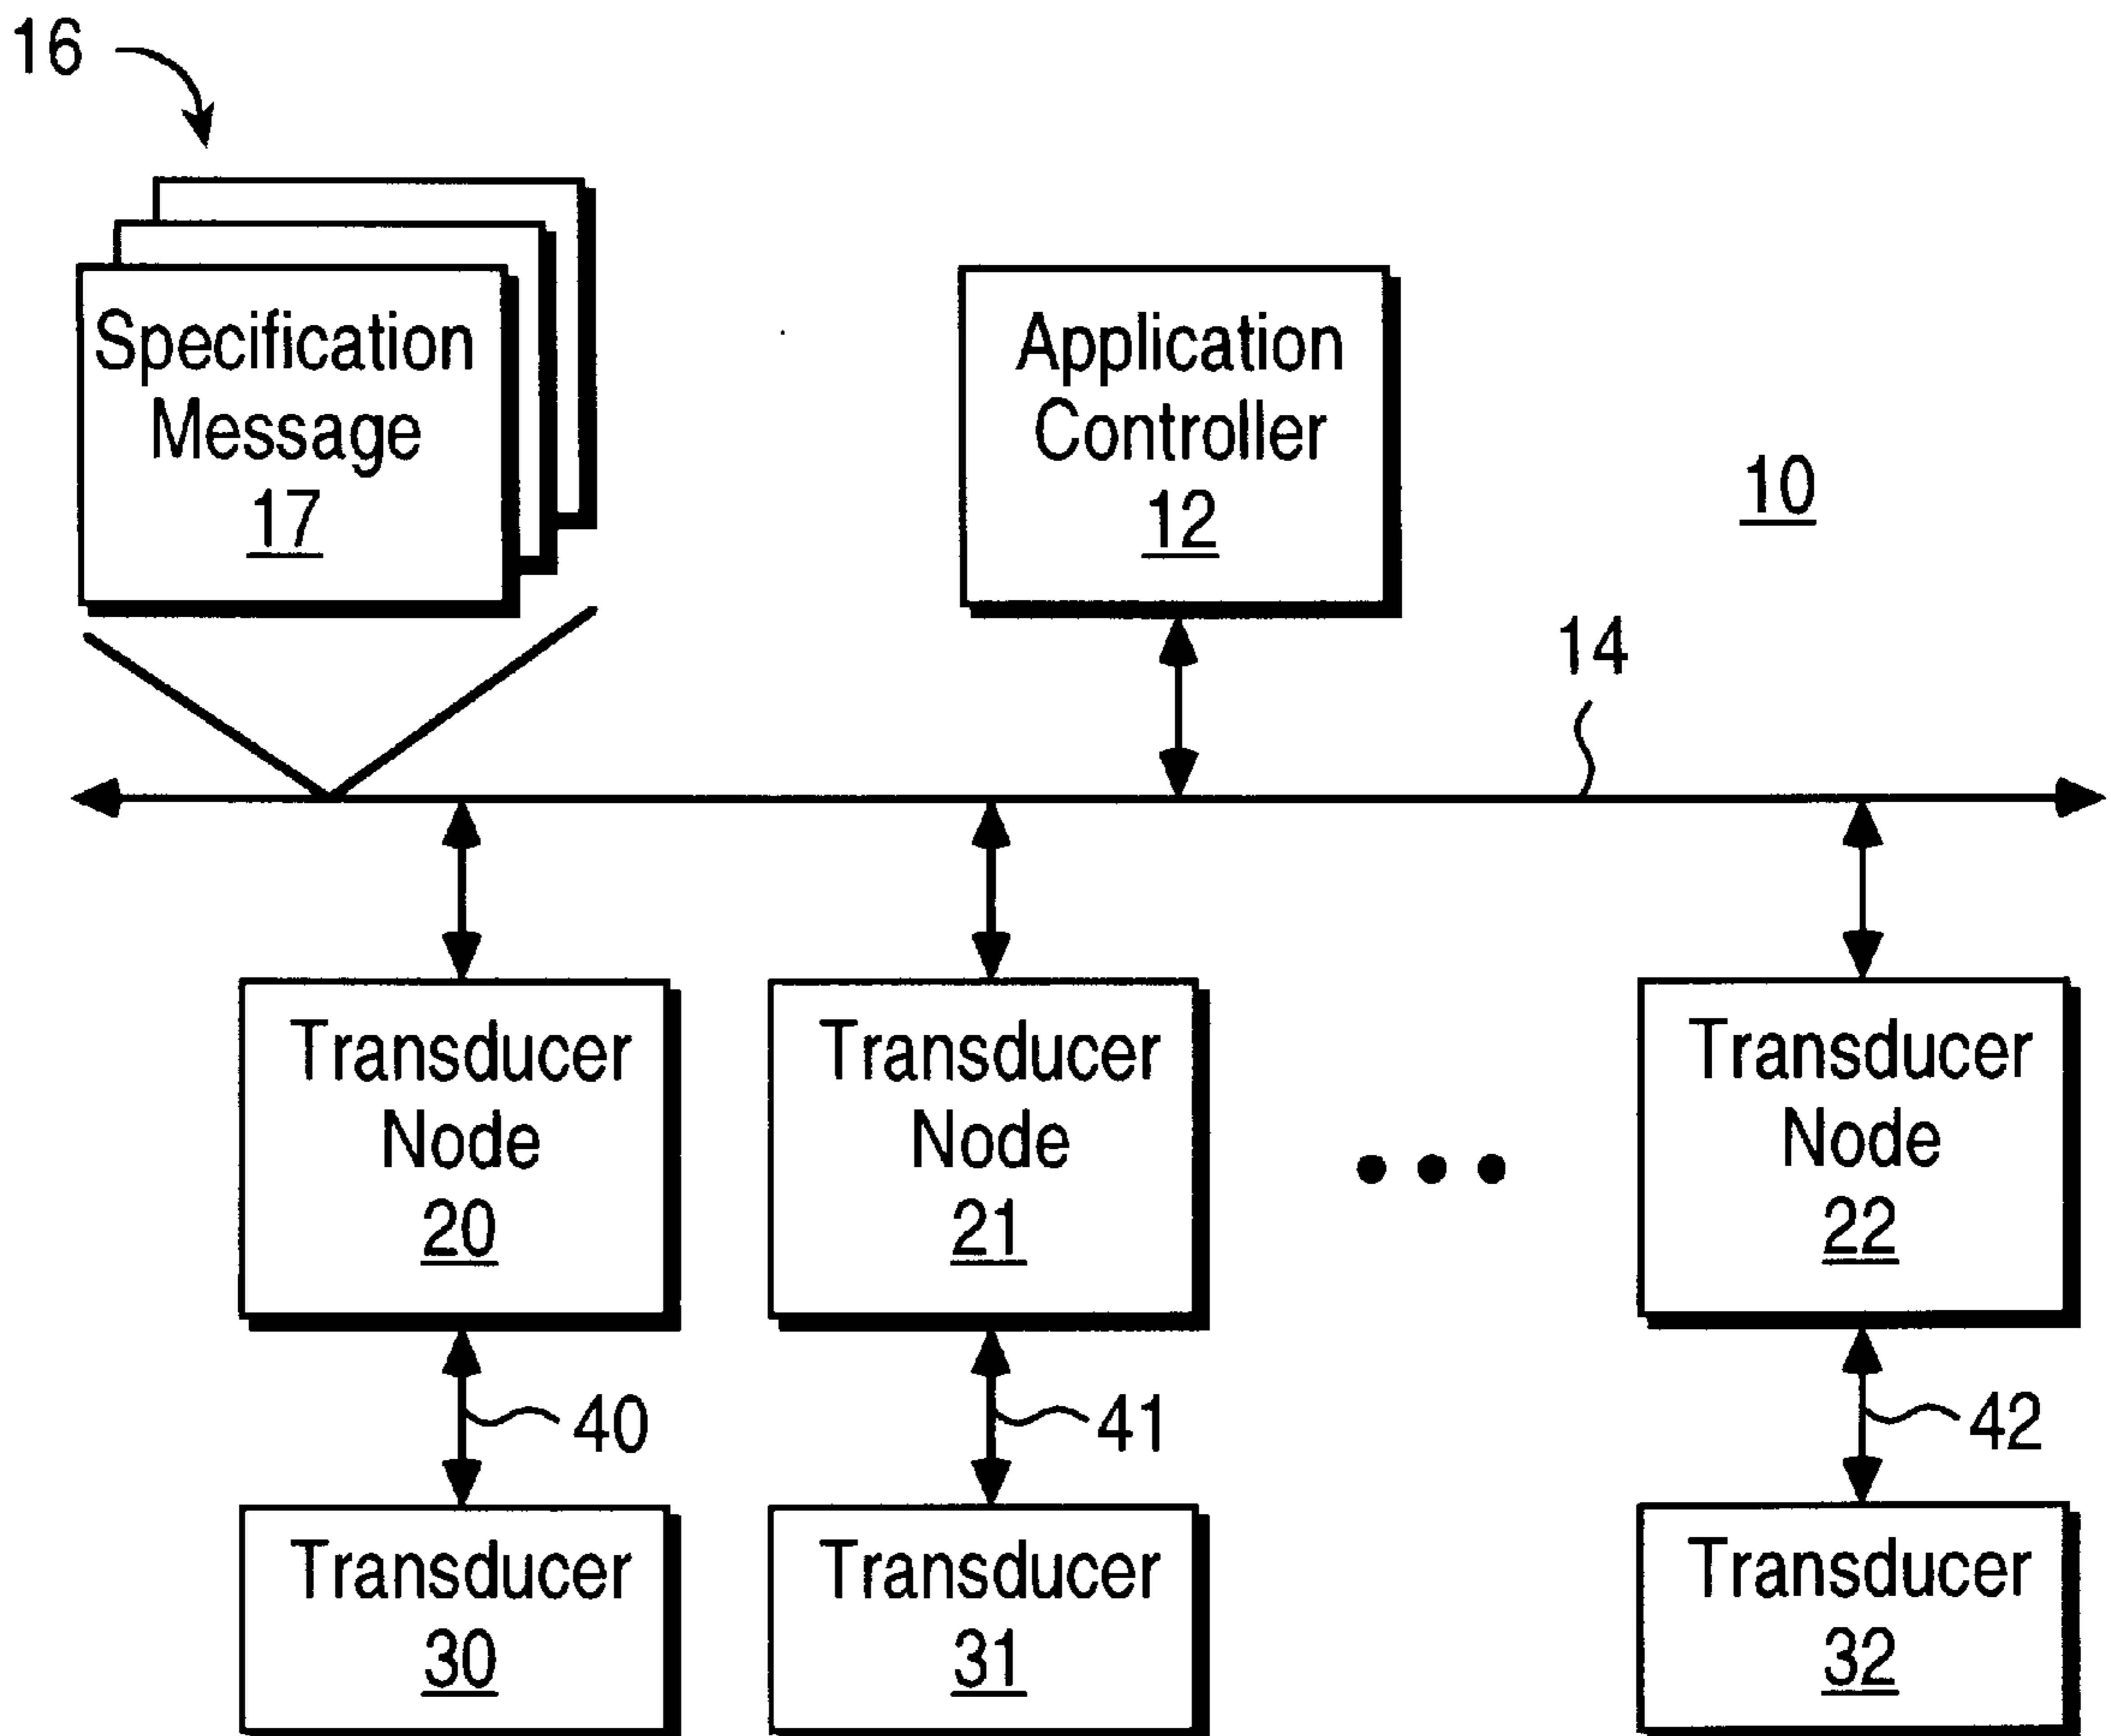 16
Specification
Message
17
Application
Controller
12
10
14
Transducer
Node
20
Transducer
Node
21
Transducer
Node
22
40
41
42
Transducer
30
Transducer
31
Transducer
32